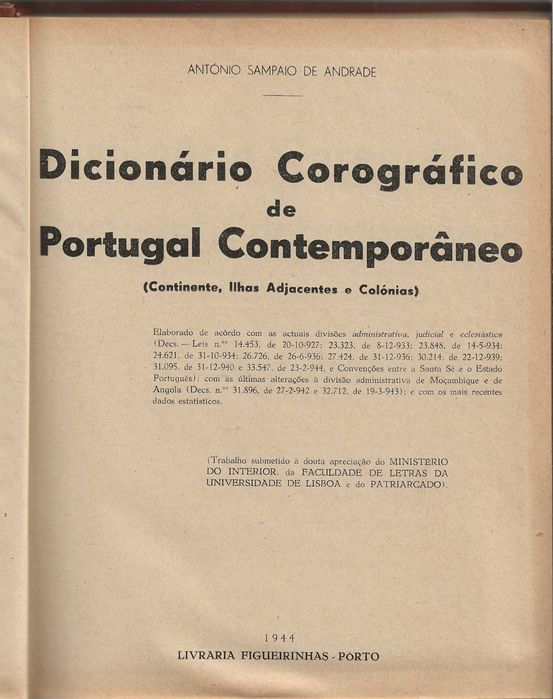 ANTÓNIO SAMPAIO DE ANDRADE
Dicionário Corográfico
de
Portugal Contemporâneo
(Continente, Ilhas Adjacentes e Colónias)
Elaborado de acôrdo com as actuais divisões administrativa, judicial e eclesiástica
(Decs. — Leis n.ᵒˢ 14.453, de 20-10-927; 23.323, de 8-12-933; 23.848, de 14-5-934;
24.621, de 31-10-934; 26.726, de 26-6-936; 27.424, de 31-12-936; 30.214, de 22-12-939;
31.095, de 31-12-940 e 33.547, de 23-2-944, e Convenções entre a Santa Sé e o Estado
Português); com as últimas alterações à divisão administrativa de Moçambique e de
Angola (Decs. n.ᵒˢ 31.896, de 27-2-942 e 32.712, de 19-3-943); e com os mais recentes
dados estatísticos.
(Trabalho submetido à douta apreciação do MINISTÉRIO
DO INTERIOR, da FACULDADE DE LETRAS DA
UNIVERSIDADE DE LISBOA e do PATRIARCADO).
1944
LIVRARIA FIGUEIRINHAS - PÔRTO